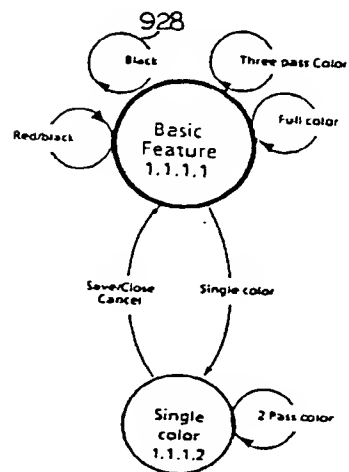 928
Black
Three pass Color
Red/black
Full color
Basic
Feature
1.1.1.1
Save/Close
Cancel
Single color
Single
color
1.1.1.2
2 Pass color